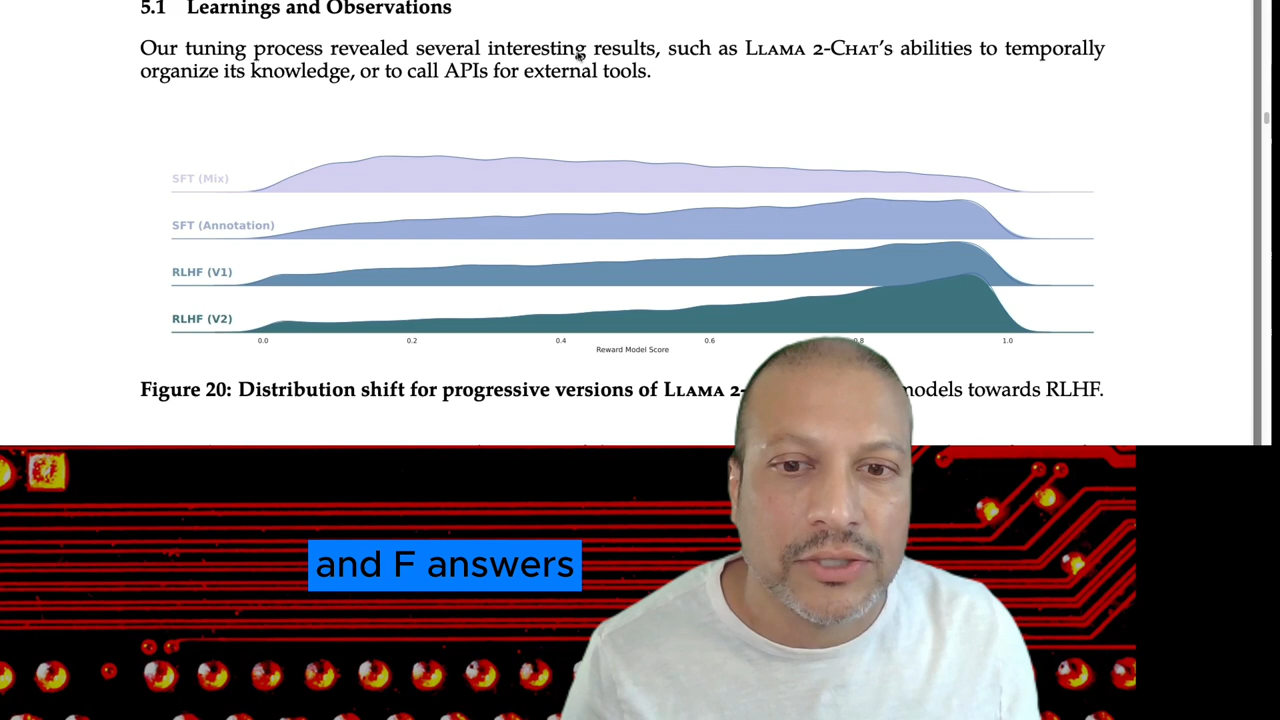 5.1 Learnings and Observations
Our tuning process revealed several interesting results, such as LLAMA 2-CHAT's abilities to temporally
organize its knowledge, or to call APIs for external tools.
SFT (Mix)
SFT (Annotation)
RLHF (V1)
RLHF (V2)
0.0 0.2 0.4 0.6 0.8 1.0
Reward Model Score
Figure 20: Distribution shift for progressive versions of LLAMA 2- models towards RLHF.
and F answers